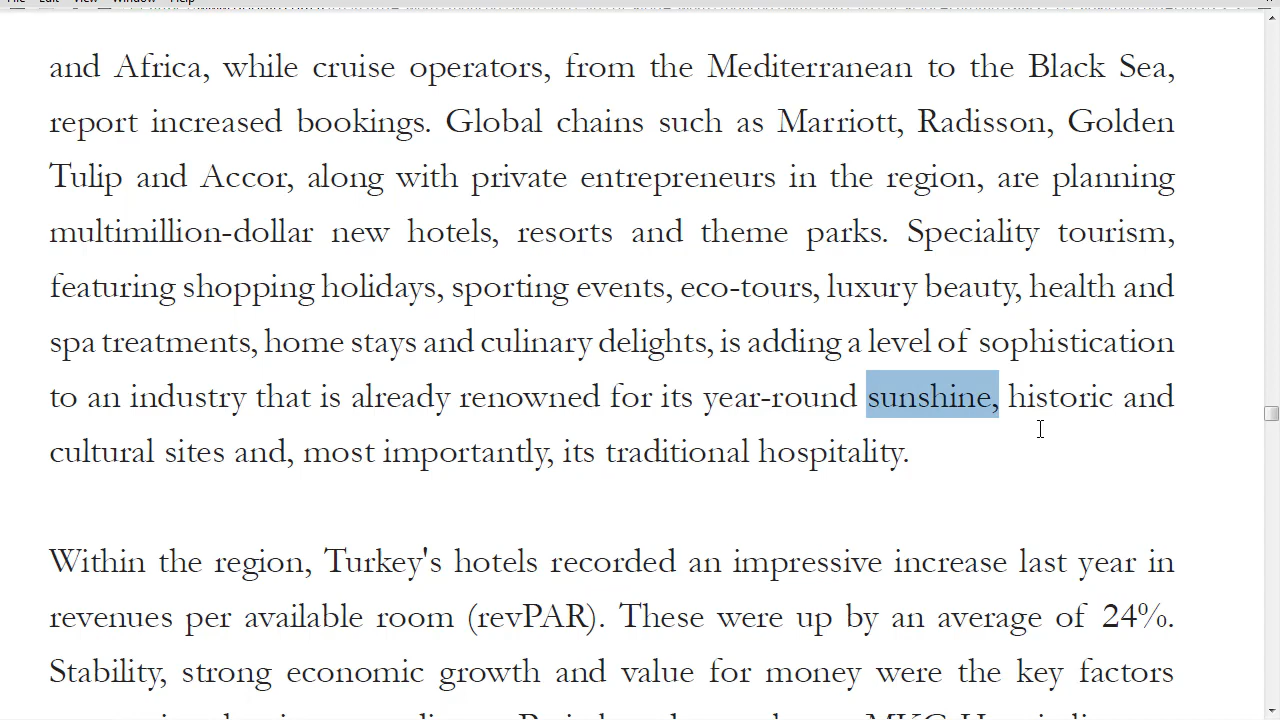 File Edit View Window Help
and Africa, while cruise operators, from the Mediterranean to the Black Sea,
report increased bookings. Global chains such as Marriott, Radisson, Golden
Tulip and Accor, along with private entrepreneurs in the region, are planning
multimillion-dollar new hotels, resorts and theme parks. Speciality tourism,
featuring shopping holidays, sporting events, eco-tours, luxury beauty, health and
spa treatments, home stays and culinary delights, is adding a level of sophistication
to an industry that is already renowned for its year-round sunshine, historic and
cultural sites and, most importantly, its traditional hospitality.
Within the region, Turkey's hotels recorded an impressive increase last year in
revenues per available room (revPAR). These were up by an average of 24%.
Stability, strong economic growth and value for money were the key factors